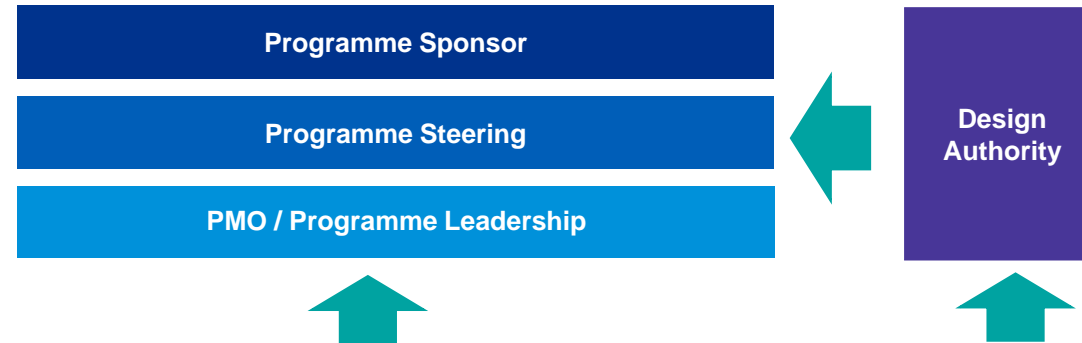 Programme Sponsor
Programme Steering
PMO / Programme Leadership
Design
Authority